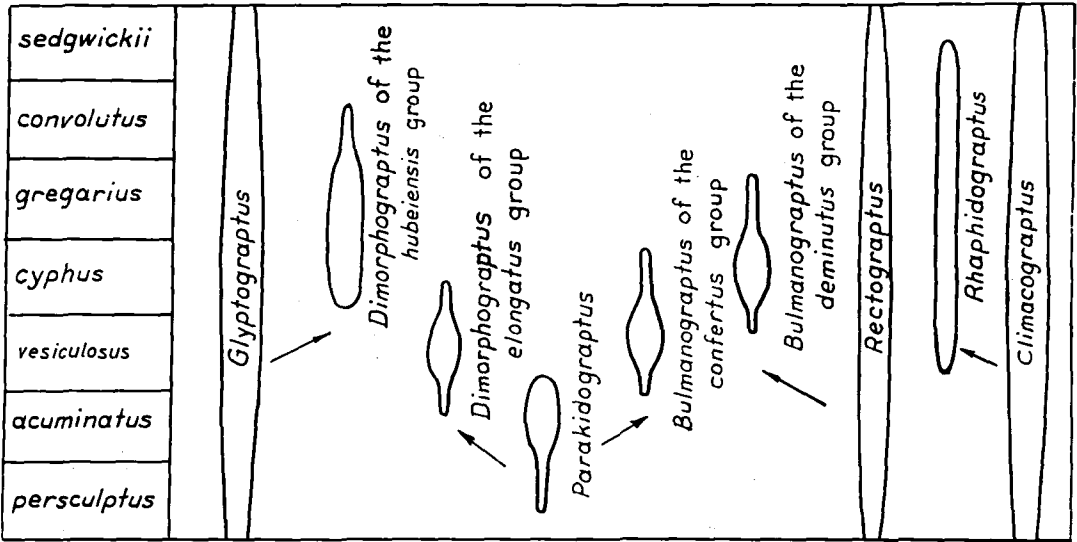 sedgwickii
convolutus
gregarius
cyphus
vesiculosus
acuminatus
persculptus
Glyptograptus
Dimorphograptus of the
hubeiensis group
Dimorphograptus of the
elongatus group
Parakidograptus
Bulmanograptus of the
confertus group
Bulmanograptus of the
deminutus group
Rectograptus
Rhaphidograptus
Climacograptus